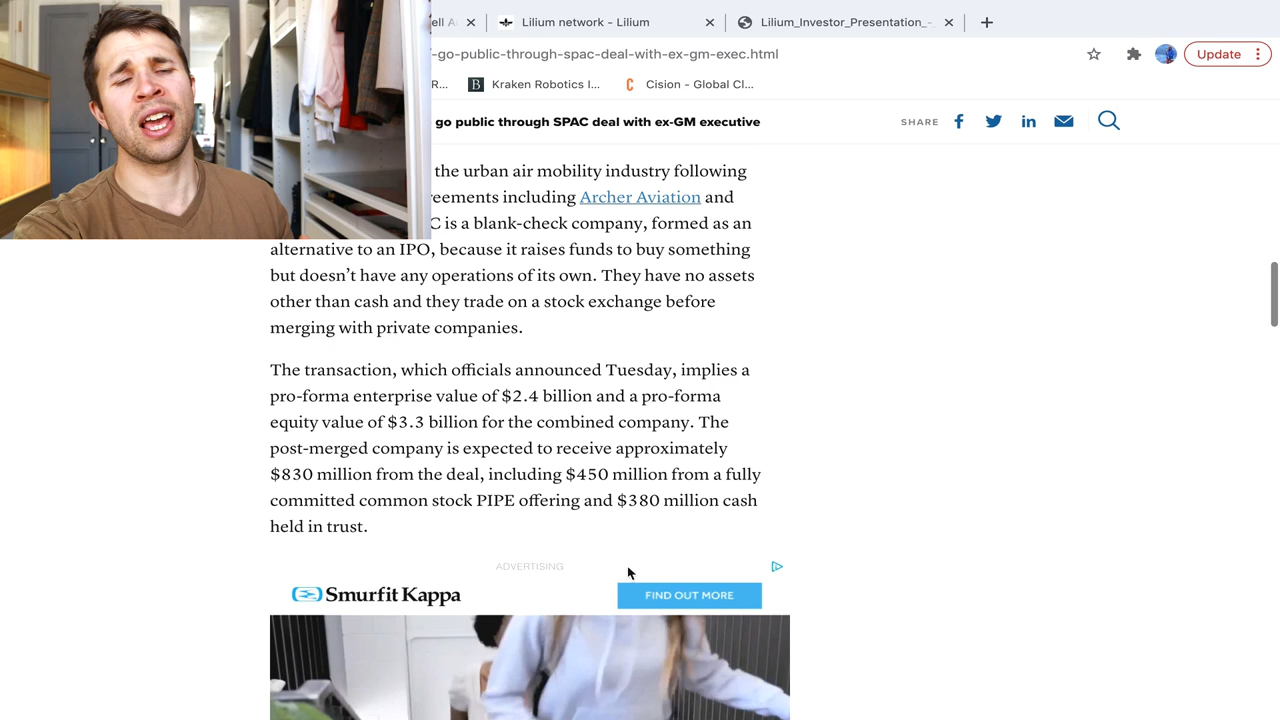 ell A
Lilium network - Lilium
Lilium_Investor_Presentation_-
-go-public-through-spac-deal-with-ex-gm-exec.html
Update
R...
Kraken Robotics I...
Cision - Global Cl...
go public through SPAC deal with ex-GM executive
SHARE
the urban air mobility industry following
reements including Archer Aviation and
C is a blank-check company, formed as an
alternative to an IPO, because it raises funds to buy something
but doesn’t have any operations of its own. They have no assets
other than cash and they trade on a stock exchange before
merging with private companies.
The transaction, which officials announced Tuesday, implies a
pro-forma enterprise value of $2.4 billion and a pro-forma
equity value of $3.3 billion for the combined company. The
post-merged company is expected to receive approximately
$830 million from the deal, including $450 million from a fully
committed common stock PIPE offering and $380 million cash
held in trust.
ADVERTISING
Smurfit Kappa
FIND OUT MORE